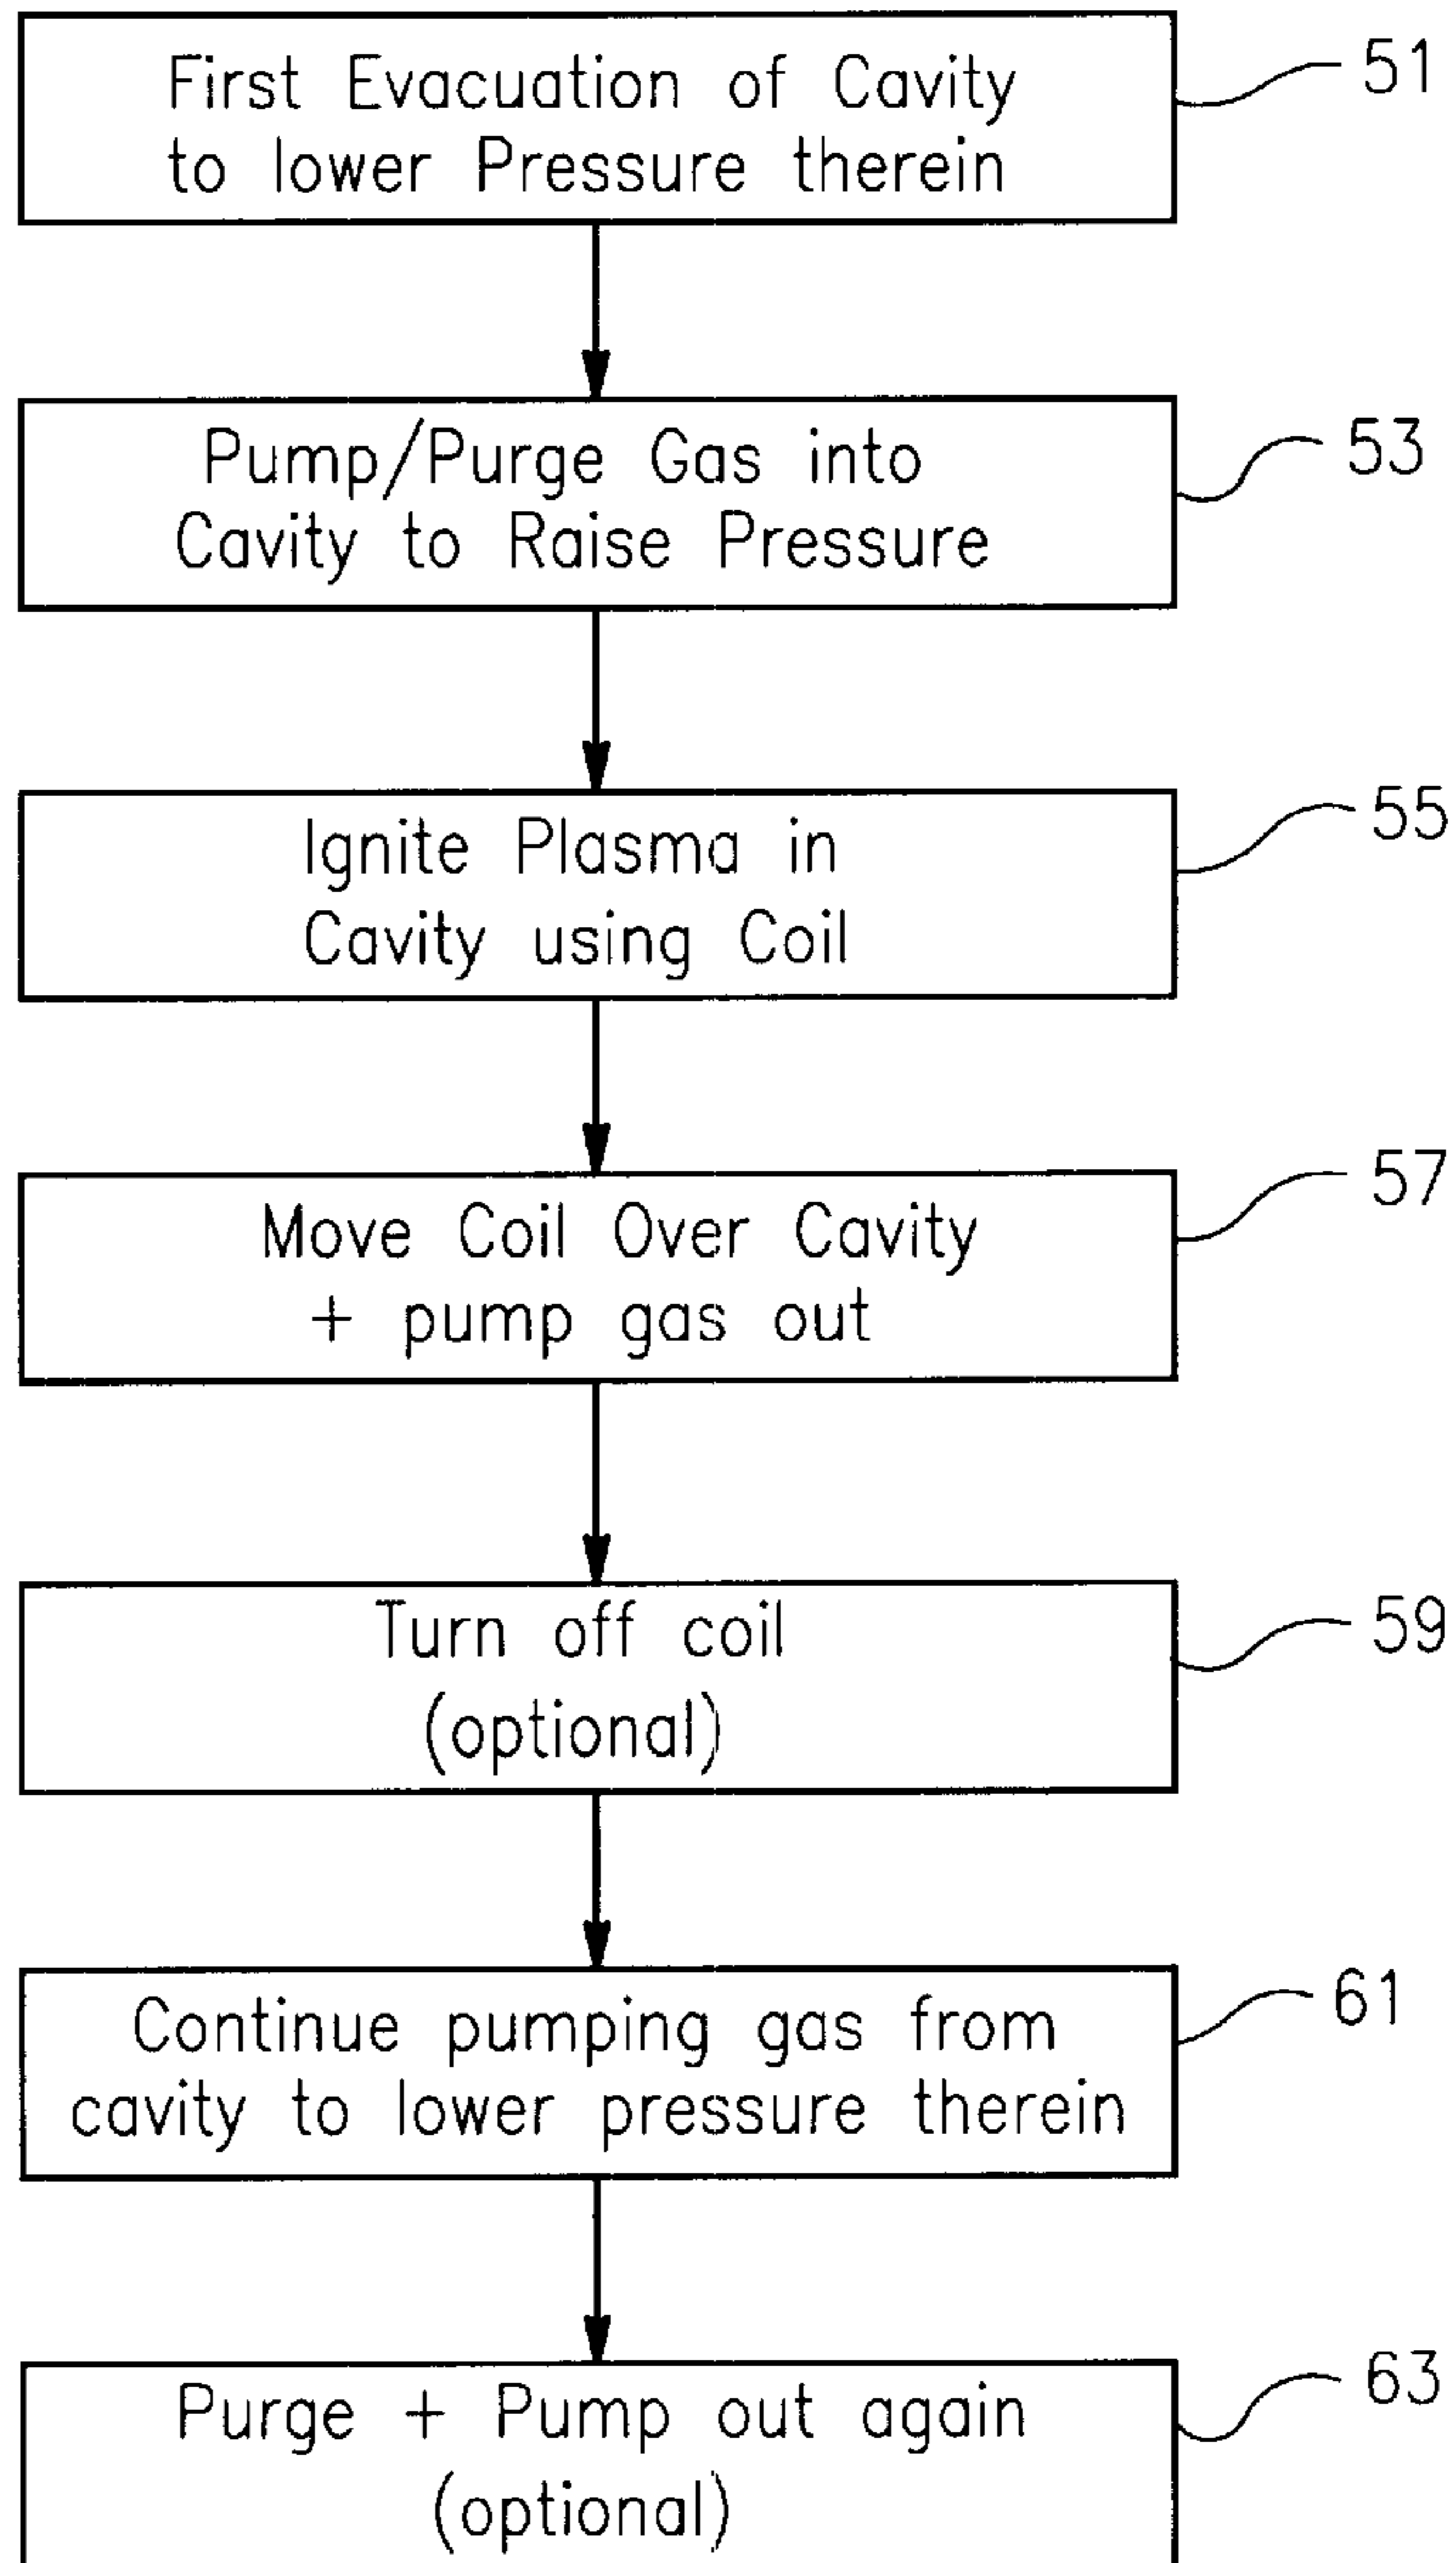 First Evacuation of Cavity
to lower Pressure therein
51
Pump/Purge Gas into
Cavity to Raise Pressure
53
Ignite Plasma in
Cavity using Coil
55
Move Coil Over Cavity
+ pump gas out
57
Turn off coil
(optional)
59
Continue pumping gas from
cavity to lower pressure therein
61
Purge + Pump out again
(optional)
63